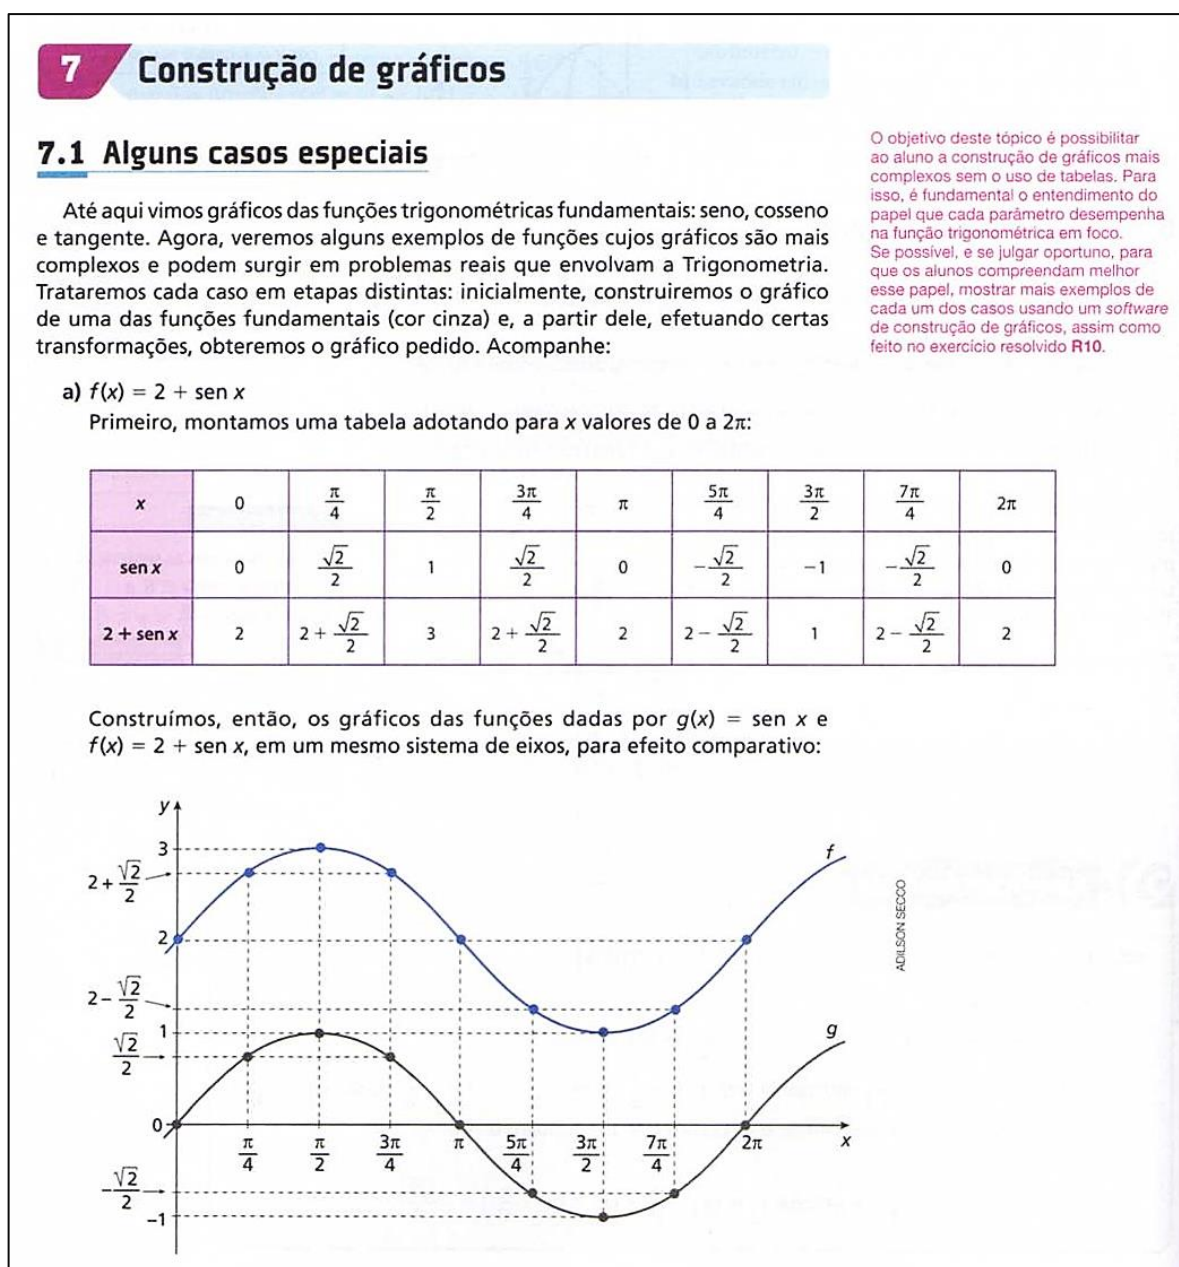 7 Construção de gráficos
7.1 Alguns casos especiais
Até aqui vimos gráficos das funções trigonométricas fundamentais: seno, cosseno
e tangente. Agora, veremos alguns exemplos de funções cujos gráficos são mais
complexos e podem surgir em problemas reais que envolvam a Trigonometria.
Trataremos cada caso em etapas distintas: inicialmente, construiremos o gráfico
de uma das funções fundamentais (cor cinza) e, a partir dele, efetuando certas
transformações, obteremos o gráfico pedido. Acompanhe:
O objetivo deste tópico é possibilitar
ao aluno a construção de gráficos mais
complexos sem o uso de tabelas. Para
isso, é fundamental o entendimento do
papel que cada parâmetro desempenha
na função trigonométrica em foco.
Se possível, e se julgar oportuno, para
que os alunos compreendam melhor
esse papel, mostrar mais exemplos de
cada um dos casos usando um software
de construção de gráficos, assim como
feito no exercício resolvido R10.
a) f(x) = 2 + sen x
Primeiro, montamos uma tabela adotando para x valores de 0 a 2π:
x 0 π/4 π/2 3π/4 π 5π/4 3π/2 7π/4 2π
sen x 0 √2/2 1 √2/2 0 -√2/2 -1 -√2/2 0
2 + sen x 2 2 + √2/2 3 2 + √2/2 2 2 - √2/2 1 2 - √2/2 2
Construímos, então, os gráficos das funções dadas por g(x) = sen x e
f(x) = 2 + sen x, em um mesmo sistema de eixos, para efeito comparativo:
y
3
f
2 + √2/2
2
2 - √2/2
1
g
√2/2
0
π/4 π/2 3π/4 π 5π/4 3π/2 7π/4 2π x
-√2/2
-1
ADILSON SECCO